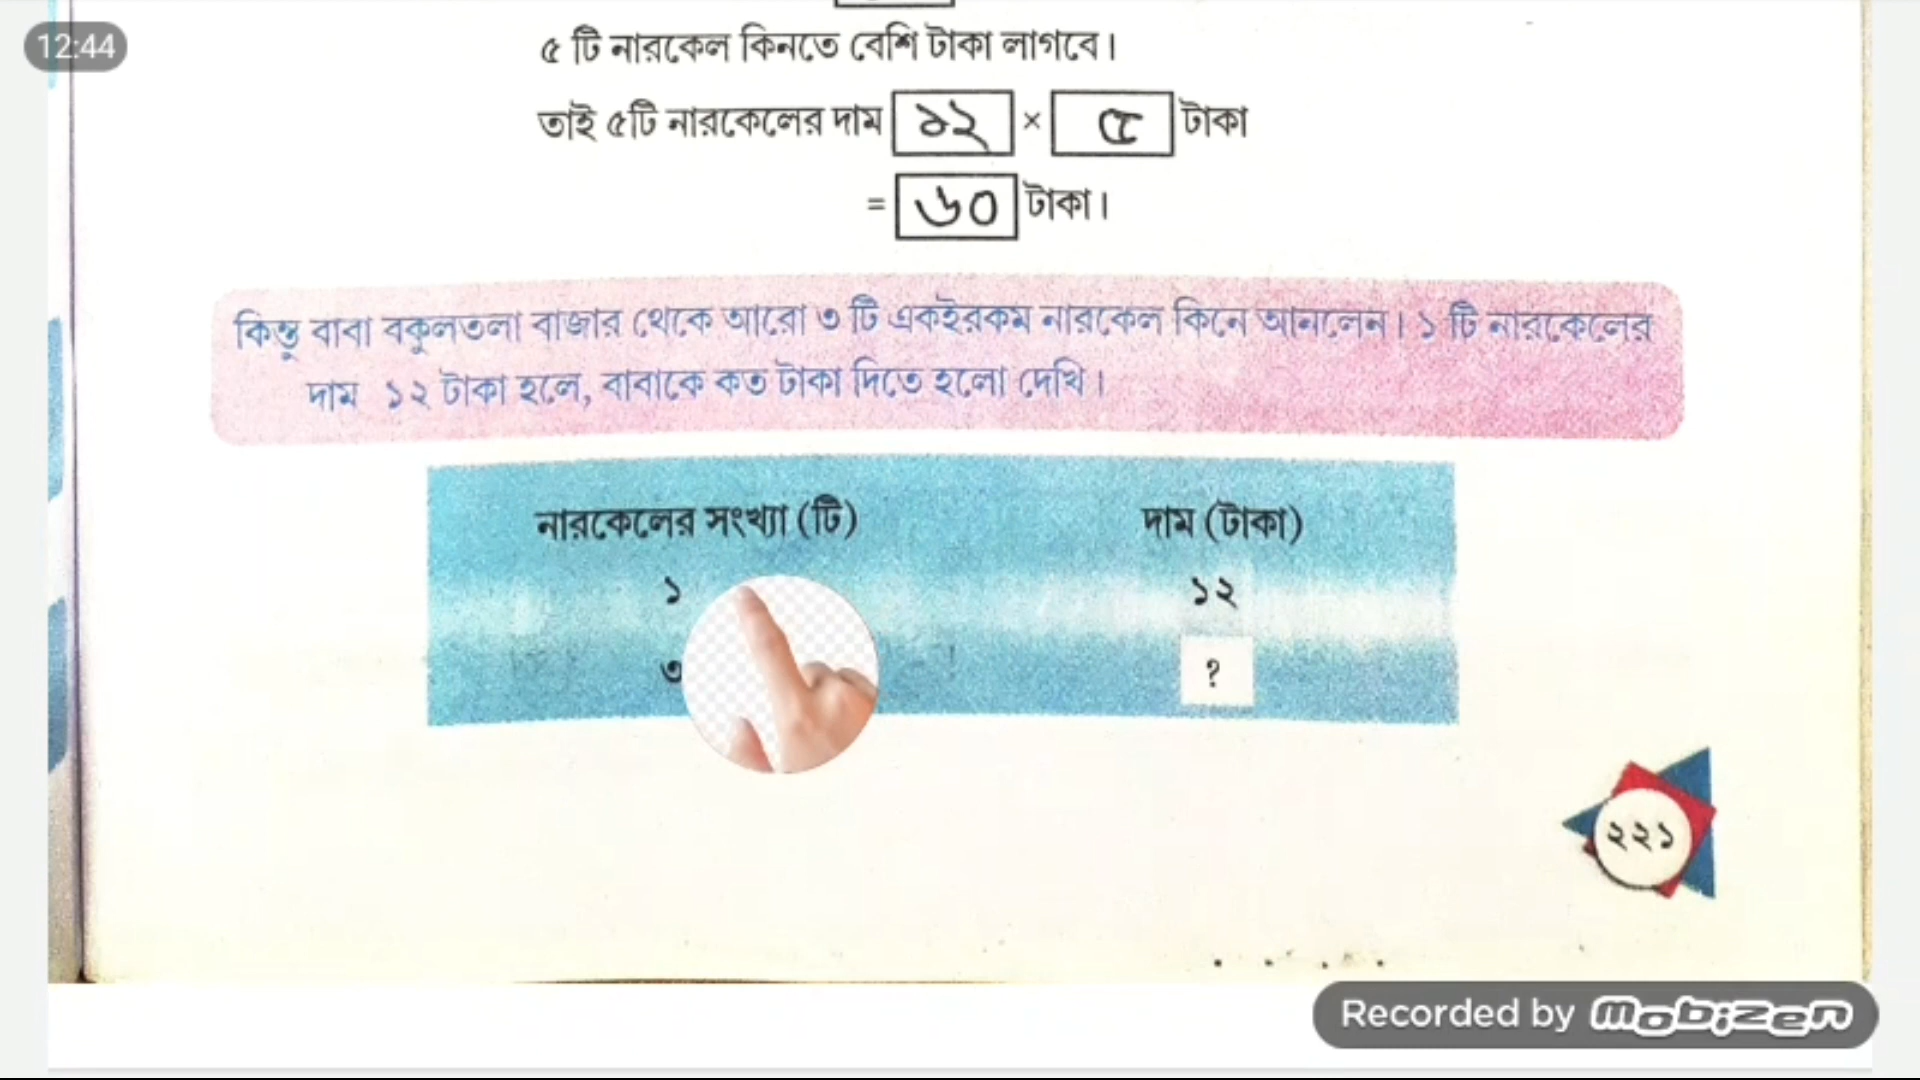 12:44
৫ টি নারকেল কিনতে বেশি টাকা লাগবে।
তাই ৫টি নারকেলের দাম ১২ × ৫ টাকা
= ৬০ টাকা।
কিন্তু বাবা বকুলতলা বাজার থেকে আরো ৩ টি একইরকম নারকেল কিনে আনলেন। ১ টি নারকেলের
দাম ১২ টাকা হলে, বাবাকে কত টাকা দিতে হলো দেখি।
নারকেলের সংখ্যা (টি) দাম (টাকা)
১ ১২
৩ ?
২২১
Recorded by mobizen